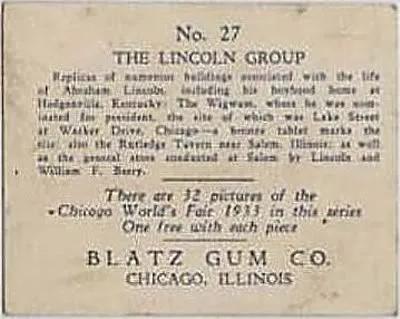 No. 27
THE LINCOLN GROUP
Replicas of numerous buildings associated with the life
of Abraham Lincoln, including his boyhood home at
Hodgenville, Kentucky; The Wigwam, where he was nom-
inated for president, the site of which was Lake Street
at Wacker Drive, Chicago—a bronze tablet marks the
site; also the Rutledge Tavern near Salem, Illinois, as well
as the general store conducted at Salem by Lincoln and
William F. Berry.
There are 32 pictures of the
Chicago World's Fair 1933 in this series
One free with each piece
BLATZ GUM CO.
CHICAGO, ILLINOIS